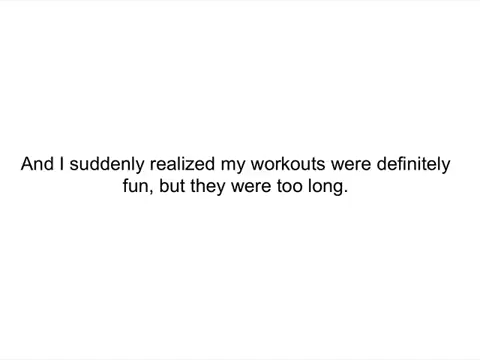 And I suddenly realized my workouts were definitely
fun, but they were too long.